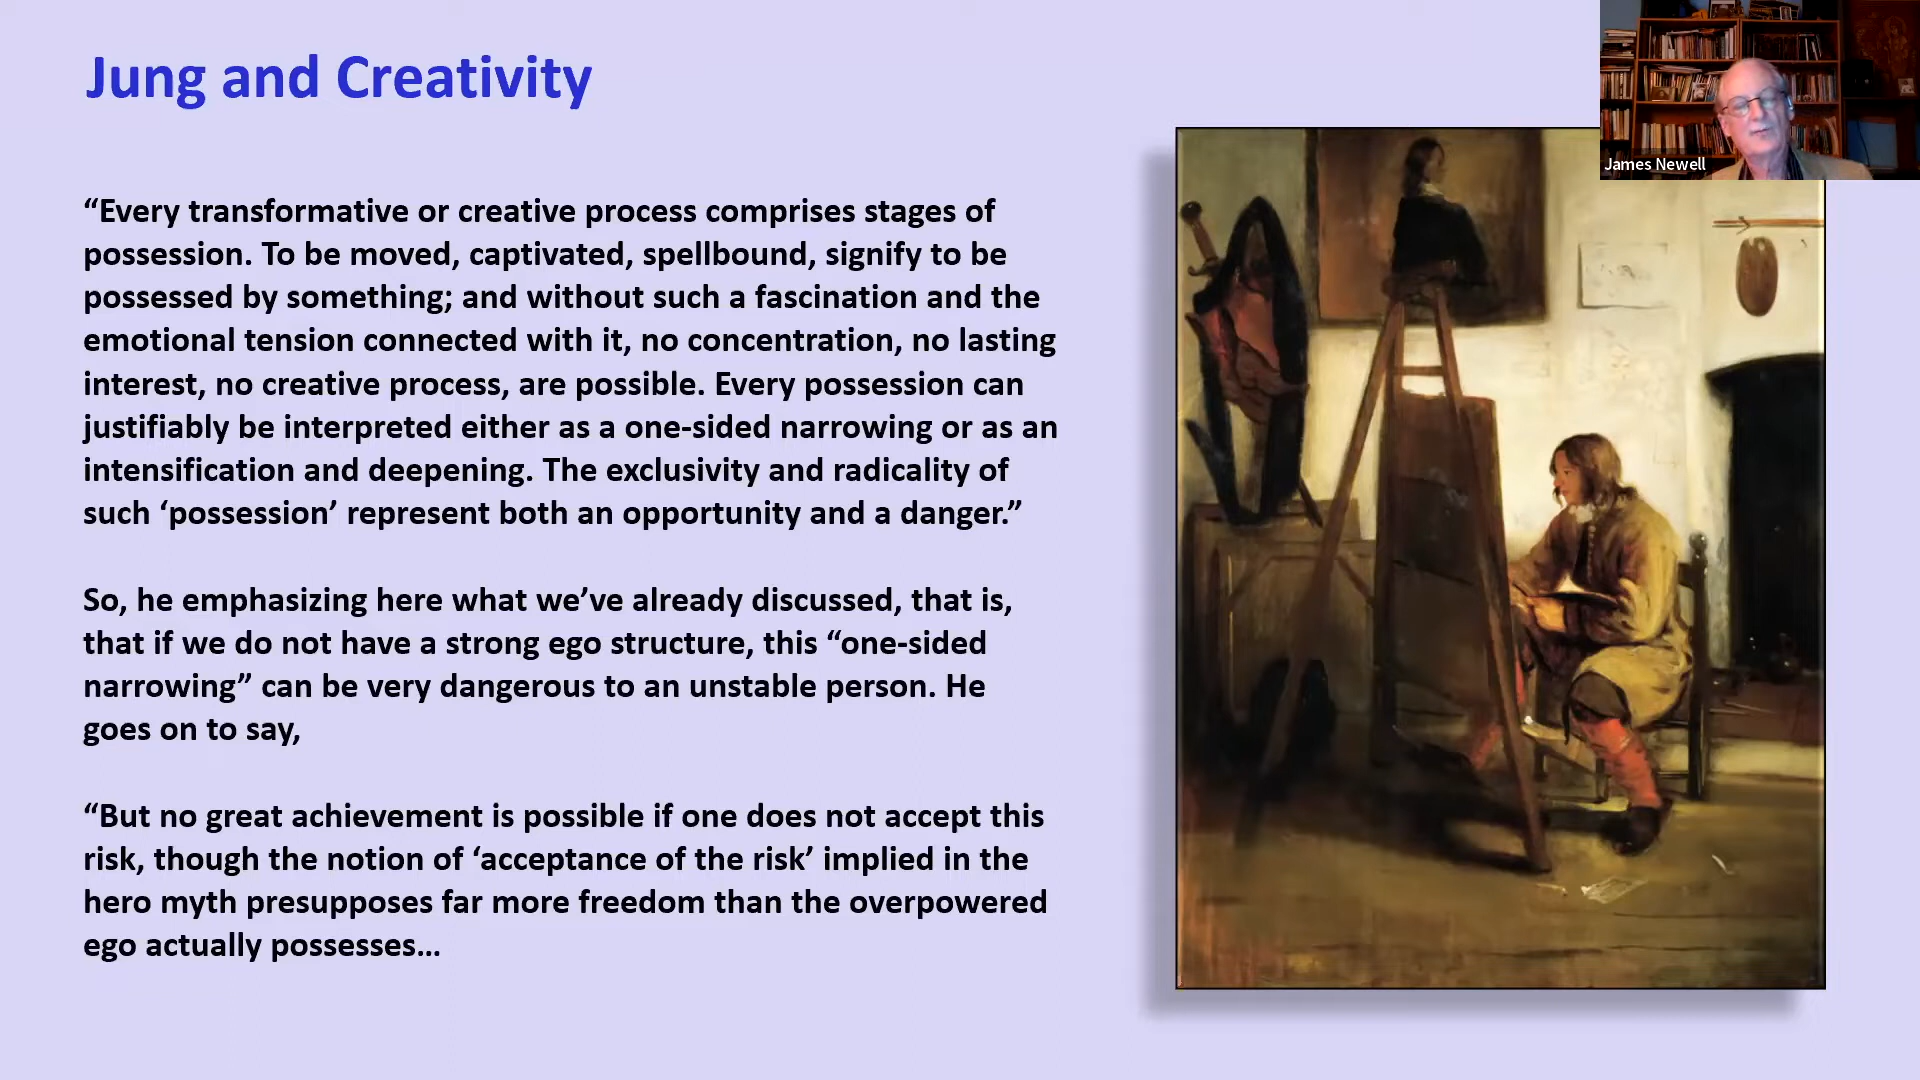 Jung and Creativity
James Newell
“Every transformative or creative process comprises stages of
possession. To be moved, captivated, spellbound, signify to be
possessed by something; and without such a fascination and the
emotional tension connected with it, no concentration, no lasting
interest, no creative process, are possible. Every possession can
justifiably be interpreted either as a one-sided narrowing or as an
intensification and deepening. The exclusivity and radicality of
such ‘possession’ represent both an opportunity and a danger.”
So, he emphasizing here what we’ve already discussed, that is,
that if we do not have a strong ego structure, this “one-sided
narrowing” can be very dangerous to an unstable person. He
goes on to say,
“But no great achievement is possible if one does not accept this
risk, though the notion of ‘acceptance of the risk’ implied in the
hero myth presupposes far more freedom than the overpowered
ego actually possesses...